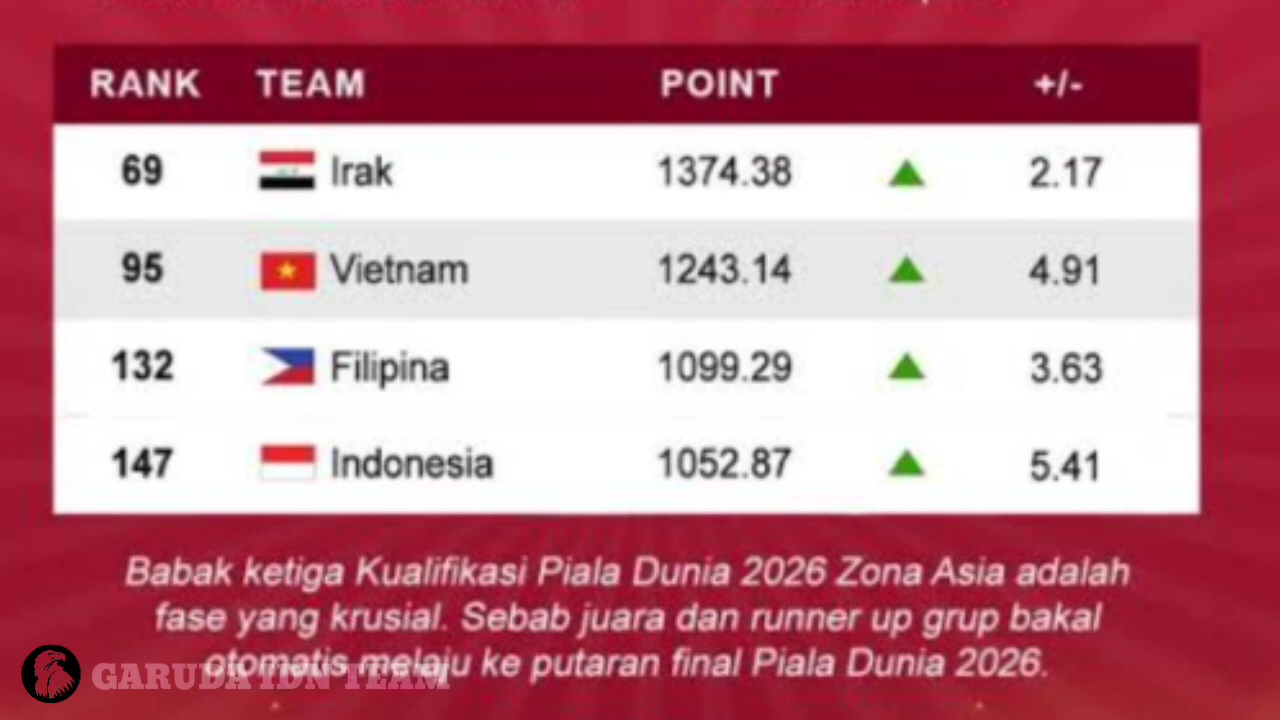 RANK TEAM POINT +/-
69 Irak 1374.38 2.17
95 Vietnam 1243.14 4.91
132 Filipina 1099.29 3.63
147 Indonesia 1052.87 5.41
Babak ketiga Kualifikasi Piala Dunia 2026 Zona Asia adalah
fase yang krusial. Sebab juara dan runner up grup bakal
otomatis melaju ke putaran final Piala Dunia 2026.
GARUDA IDN TEAM